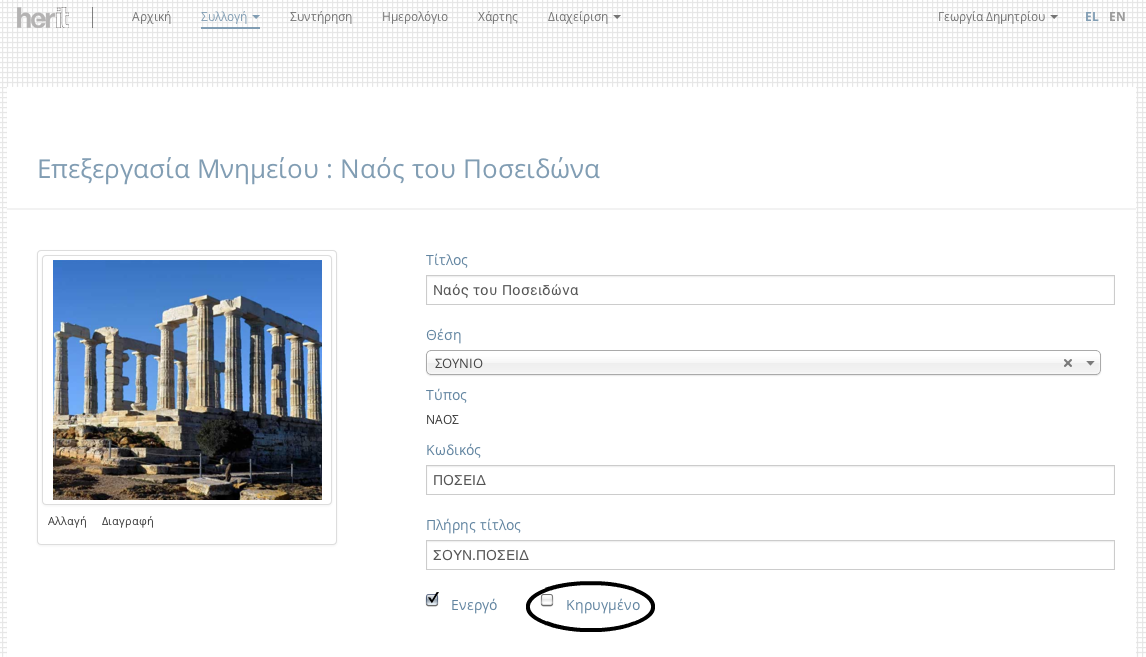 herit Αρχική Συλλογή Συντήρηση Ημερολόγιο Χάρτης Διαχείριση Γεωργία Δημητρίου EL EN
Επεξεργασία Μνημείου : Ναός του Ποσειδώνα
Τίτλος
Ναός του Ποσειδώνα
Θέση
ΣΟΥΝΙΟ
Τύπος
ΝΑΟΣ
Κωδικός
ΠΟΣΕΙΔ
Αλλαγή Διαγραφή
Πλήρης τίτλος
ΣΟΥΝ.ΠΟΣΕΙΔ
Ενεργό Κηρυγμένο